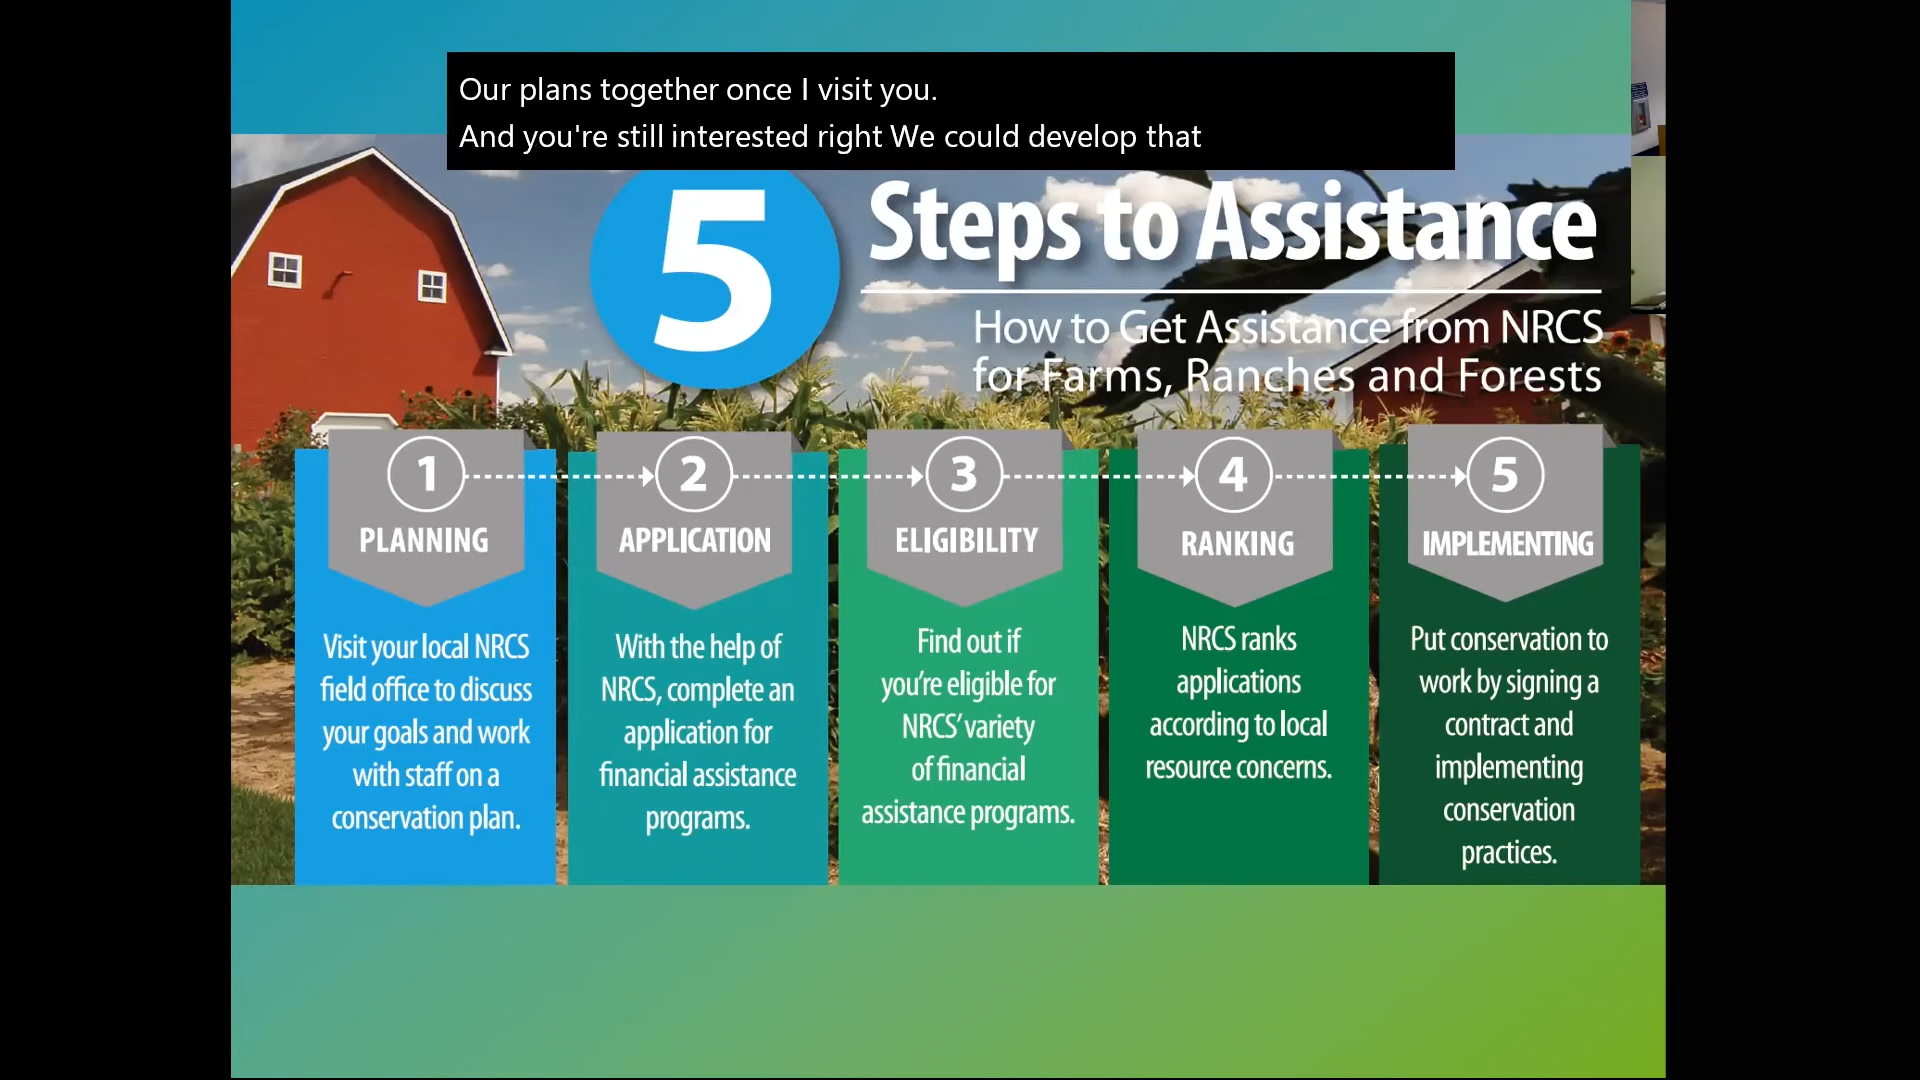 Our plans together once I visit you.
And you're still interested right We could develop that
5
Steps to Assistance
How to Get Assistance from NRCS
for Farms, Ranches and Forests
1
PLANNING
Visit your local NRCS
field office to discuss
your goals and work
with staff on a
conservation plan.
2
APPLICATION
With the help of
NRCS, complete an
application for
financial assistance
programs.
3
ELIGIBILITY
Find out if
you're eligible for
NRCS' variety
of financial
assistance programs.
4
RANKING
NRCS ranks
applications
according to local
resource concerns.
5
IMPLEMENTING
Put conservation to
work by signing a
contract and
implementing
conservation
practices.